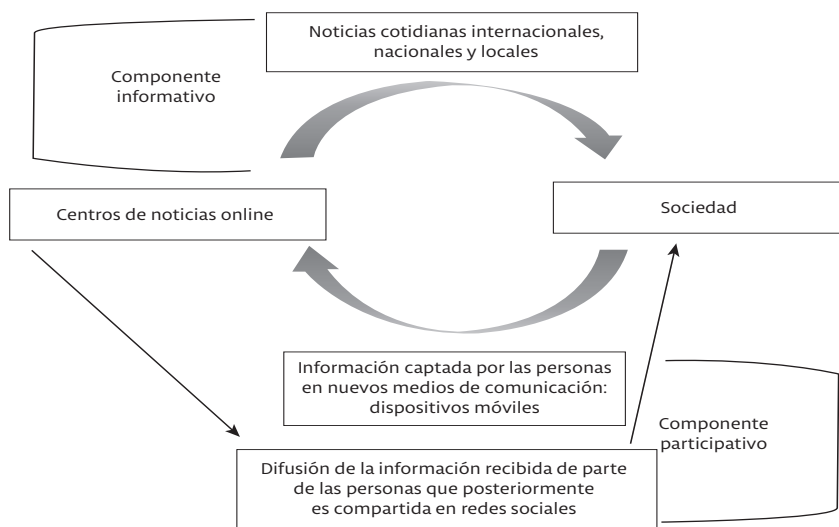 Noticias cotidianas internacionales,
nacionales y locales
Componente
informativo
Centros de noticias online
Sociedad
Información captada por las personas
en nuevos medios de comunicación:
dispositivos móviles
Componente
participativo
Difusión de la información recibida de parte
de las personas que posteriormente
es compartida en redes sociales